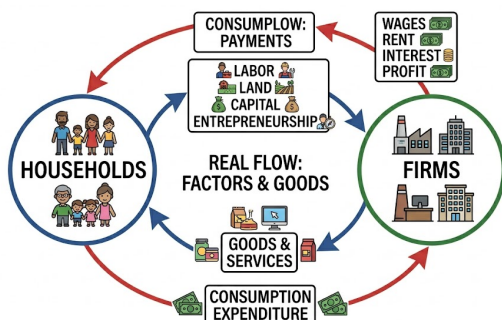 CONSUMPLOW:
PAYMENTS
WAGES
RENT
INTEREST
PROFIT
LABOR
LAND
CAPITAL
ENTREPRENEURSHIP
HOUSEHOLDS
REAL FLOW:
FACTORS & GOODS
FIRMS
GOODS &
SERVICES
CONSUMPTION
EXPENDITURE